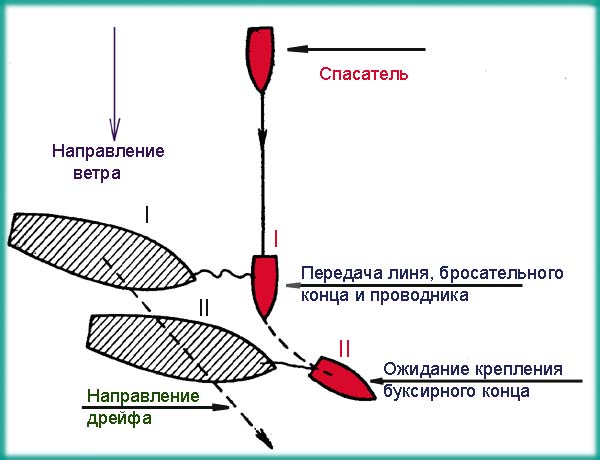 Спасатель
Направление
ветра
I
I
Передача линя, бросательного
конца и проводника
II
II
Ожидание крепления
буксирного конца
Направление
дрейфа